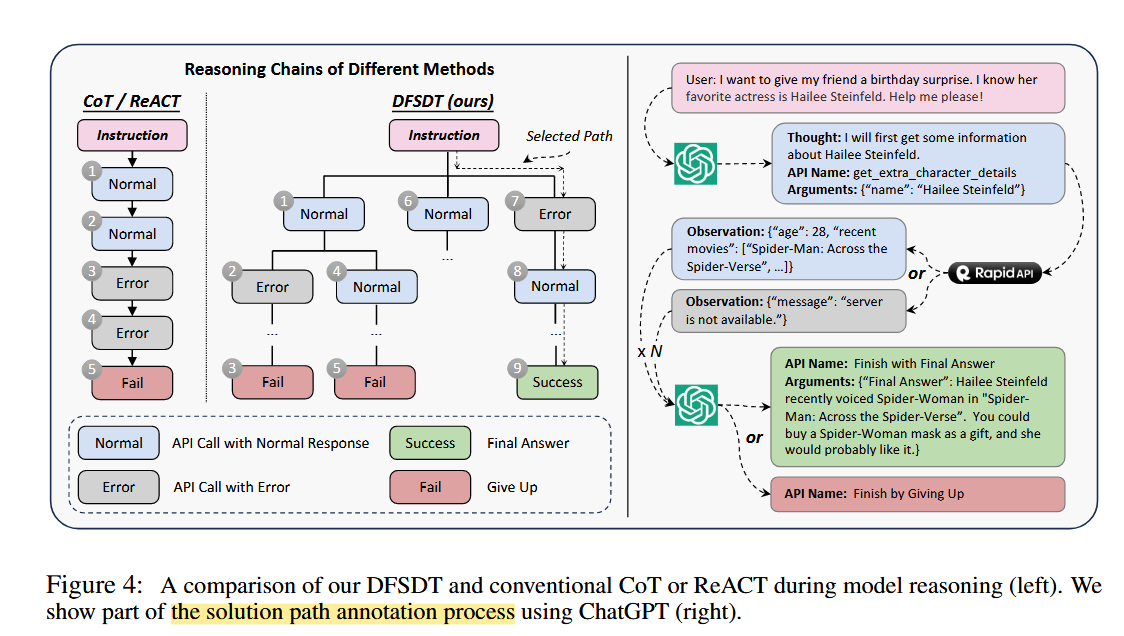 Reasoning Chains of Different Methods
CoT / ReACT
Instruction
1
Normal
2
Normal
3
Error
4
Error
5
Fail
DFSDT (ours)
Instruction
Selected Path
1
Normal
6
Normal
7
Error
...
2
Error
4
Normal
8
Normal
...
...
...
3
Fail
5
Fail
9
Success
Normal
API Call with Normal Response
Success
Final Answer
Error
API Call with Error
Fail
Give Up
User: I want to give my friend a birthday surprise. I know her
favorite actress is Hailee Steinfeld. Help me please!
Thought: I will first get some information
about Hailee Steinfeld.
API Name: get_extra_character_details
Arguments: {“name”: “Hailee Steinfeld”}
Observation: {“age”: 28, “recent
movies”: [“Spider-Man: Across the
Spider-Verse”, …]}
or
Rapid API
Observation: {“message”: “server
is not available.”}
x N
API Name: Finish with Final Answer
Arguments: {“Final Answer”: Hailee Steinfeld
recently voiced Spider-Woman in "Spider-
Man: Across the Spider-Verse”. You could
buy a Spider-Woman mask as a gift, and she
would probably like it.}
or
API Name: Finish by Giving Up
Figure 4: A comparison of our DFSDT and conventional CoT or ReACT during model reasoning (left). We
show part of the solution path annotation process using ChatGPT (right).